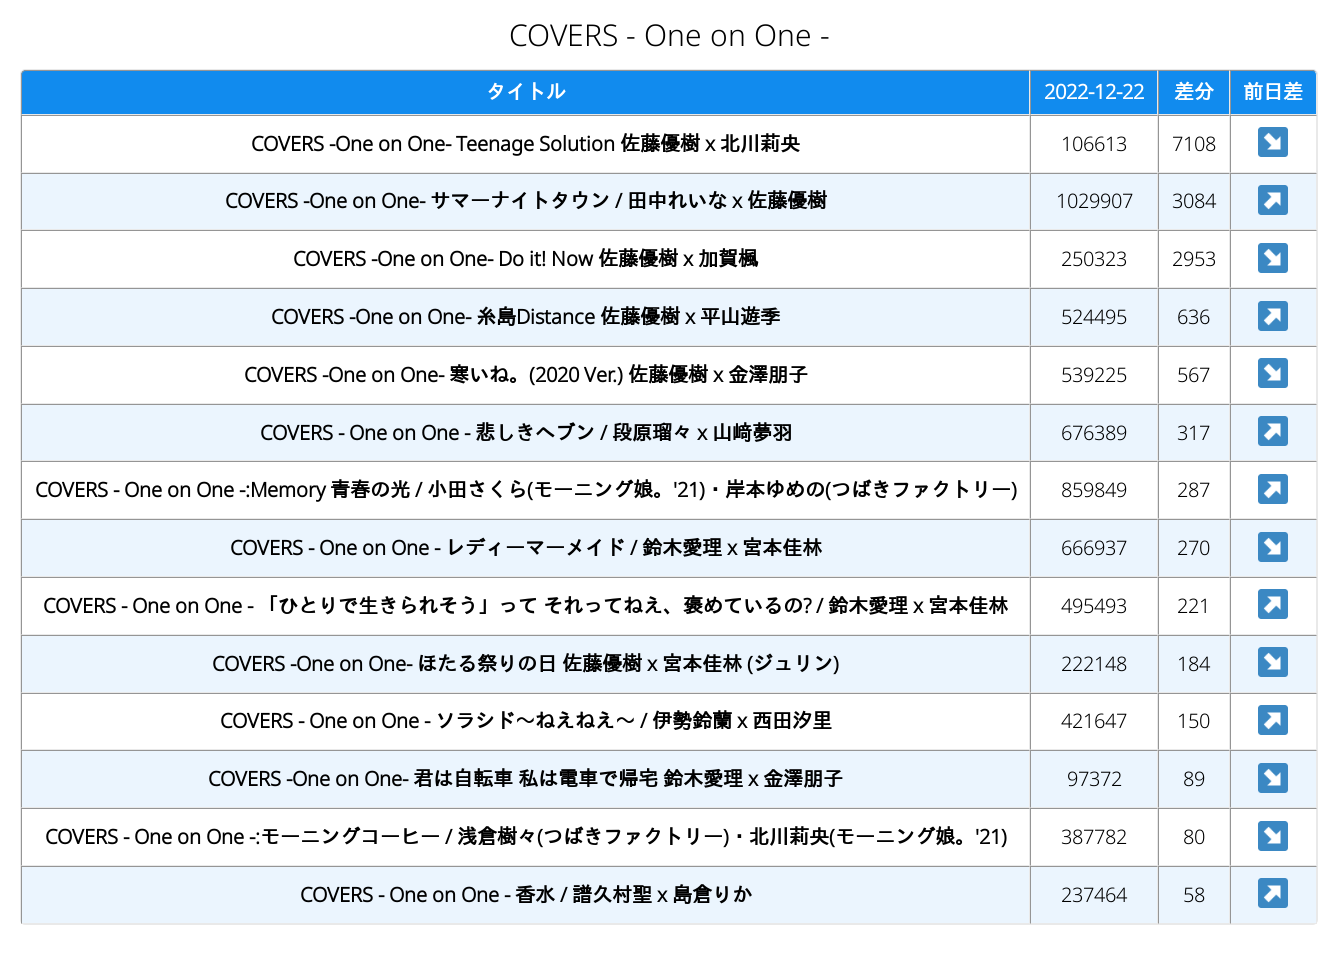 COVERS - One on One -
タイトル 2022-12-22 差分 前日差
COVERS -One on One- Teenage Solution 佐藤優樹 x 北川莉央 106613 7108 ↘
COVERS -One on One- サマーナイトタウン / 田中れいな x 佐藤優樹 1029907 3084 ↗
COVERS -One on One- Do it! Now 佐藤優樹 x 加賀楓 250323 2953 ↘
COVERS -One on One- 糸島Distance 佐藤優樹 x 平山遊季 524495 636 ↗
COVERS -One on One- 寒いね。(2020 Ver.) 佐藤優樹 x 金澤朋子 539225 567 ↘
COVERS - One on One - 悲しきヘブン / 段原瑠々 x 山﨑夢羽 676389 317 ↗
COVERS - One on One -:Memory 青春の光 / 小田さくら(モーニング娘。'21)・岸本ゆめの(つばきファクトリー) 859849 287 ↗
COVERS - One on One - レディーマーメイド / 鈴木愛理 x 宮本佳林 666937 270 ↘
COVERS - One on One - 「ひとりで生きられそう」って それってねえ、褒めているの? / 鈴木愛理 x 宮本佳林 495493 221 ↗
COVERS -One on One- ほたる祭りの日 佐藤優樹 x 宮本佳林 (ジュリン) 222148 184 ↘
COVERS - One on One - ソラシド～ねえねえ～ / 伊勢鈴蘭 x 西田汐里 421647 150 ↗
COVERS -One on One- 君は自転車 私は電車で帰宅 鈴木愛理 x 金澤朋子 97372 89 ↘
COVERS - One on One -:モーニングコーヒー / 浅倉樹々(つばきファクトリー)・北川莉央(モーニング娘。'21) 387782 80 ↘
COVERS - One on One - 香水 / 譜久村聖 x 島倉りか 237464 58 ↗